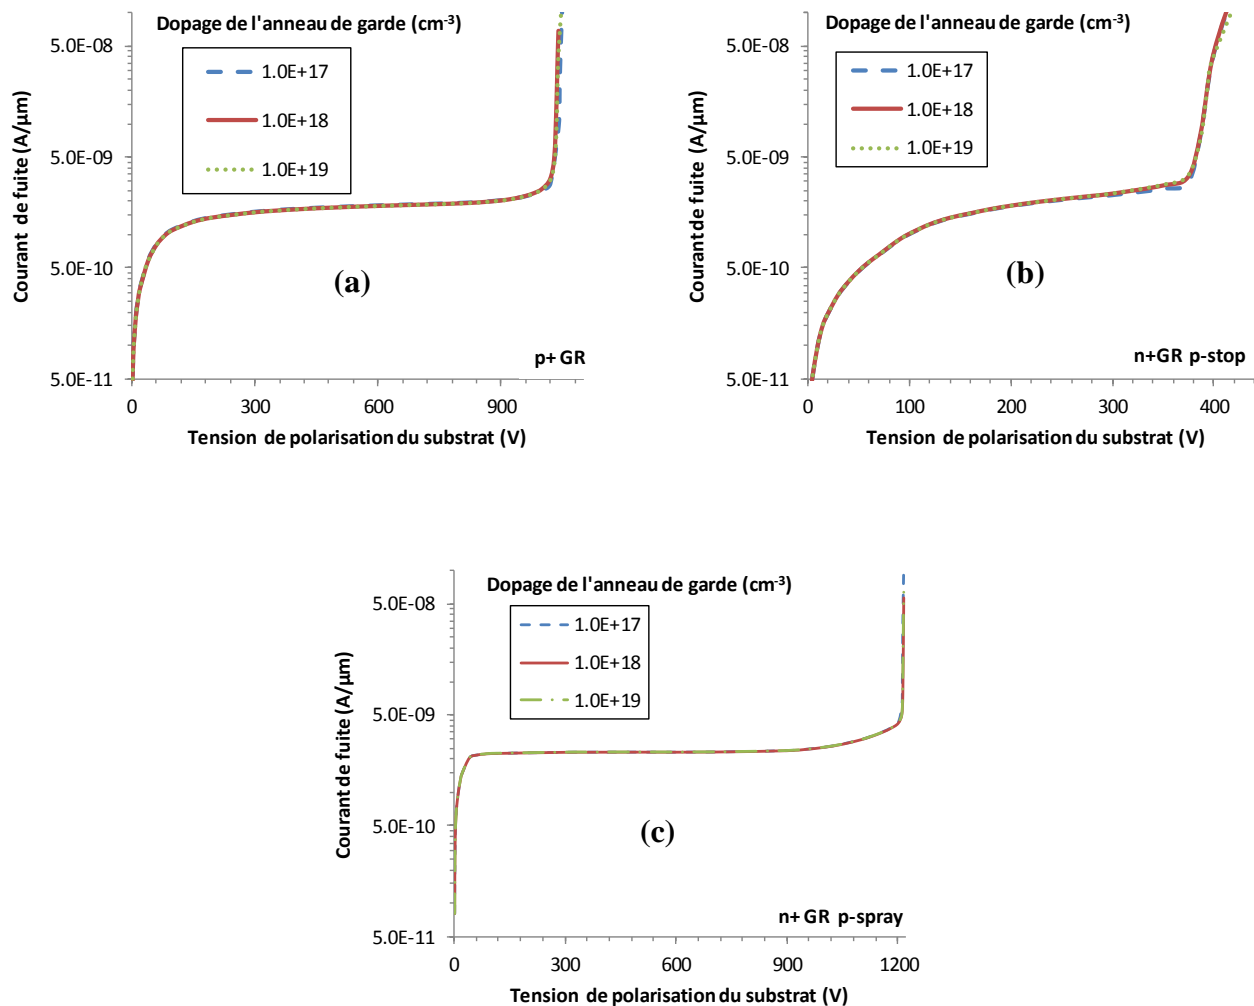 Dopage de l'anneau de garde (cm-3)
5.0E-08
1.0E+17
1.0E+18
5.0E-09
1.0E+19
5.0E-10
(a)
p+ GR
5.0E-11
0 300 600 900
Tension de polarisation du substrat (V)
Courant de fuite (A/µm)
Dopage de l'anneau de garde (cm-3)
5.0E-08
1.0E+17
1.0E+18
5.0E-09
1.0E+19
5.0E-10
(b)
n+GR p-stop
5.0E-11
0 100 200 300 400
Tension de polarisation du substrat (V)
Courant de fuite (A/µm)
Dopage de l'anneau de garde (cm-3)
5.0E-08
1.0E+17
1.0E+18
1.0E+19
5.0E-09
5.0E-10
(c)
n+ GR p-spray
5.0E-11
0 300 600 900 1200
Tension de polarisation du substrat (V)
Courant de fuite (A/µm)